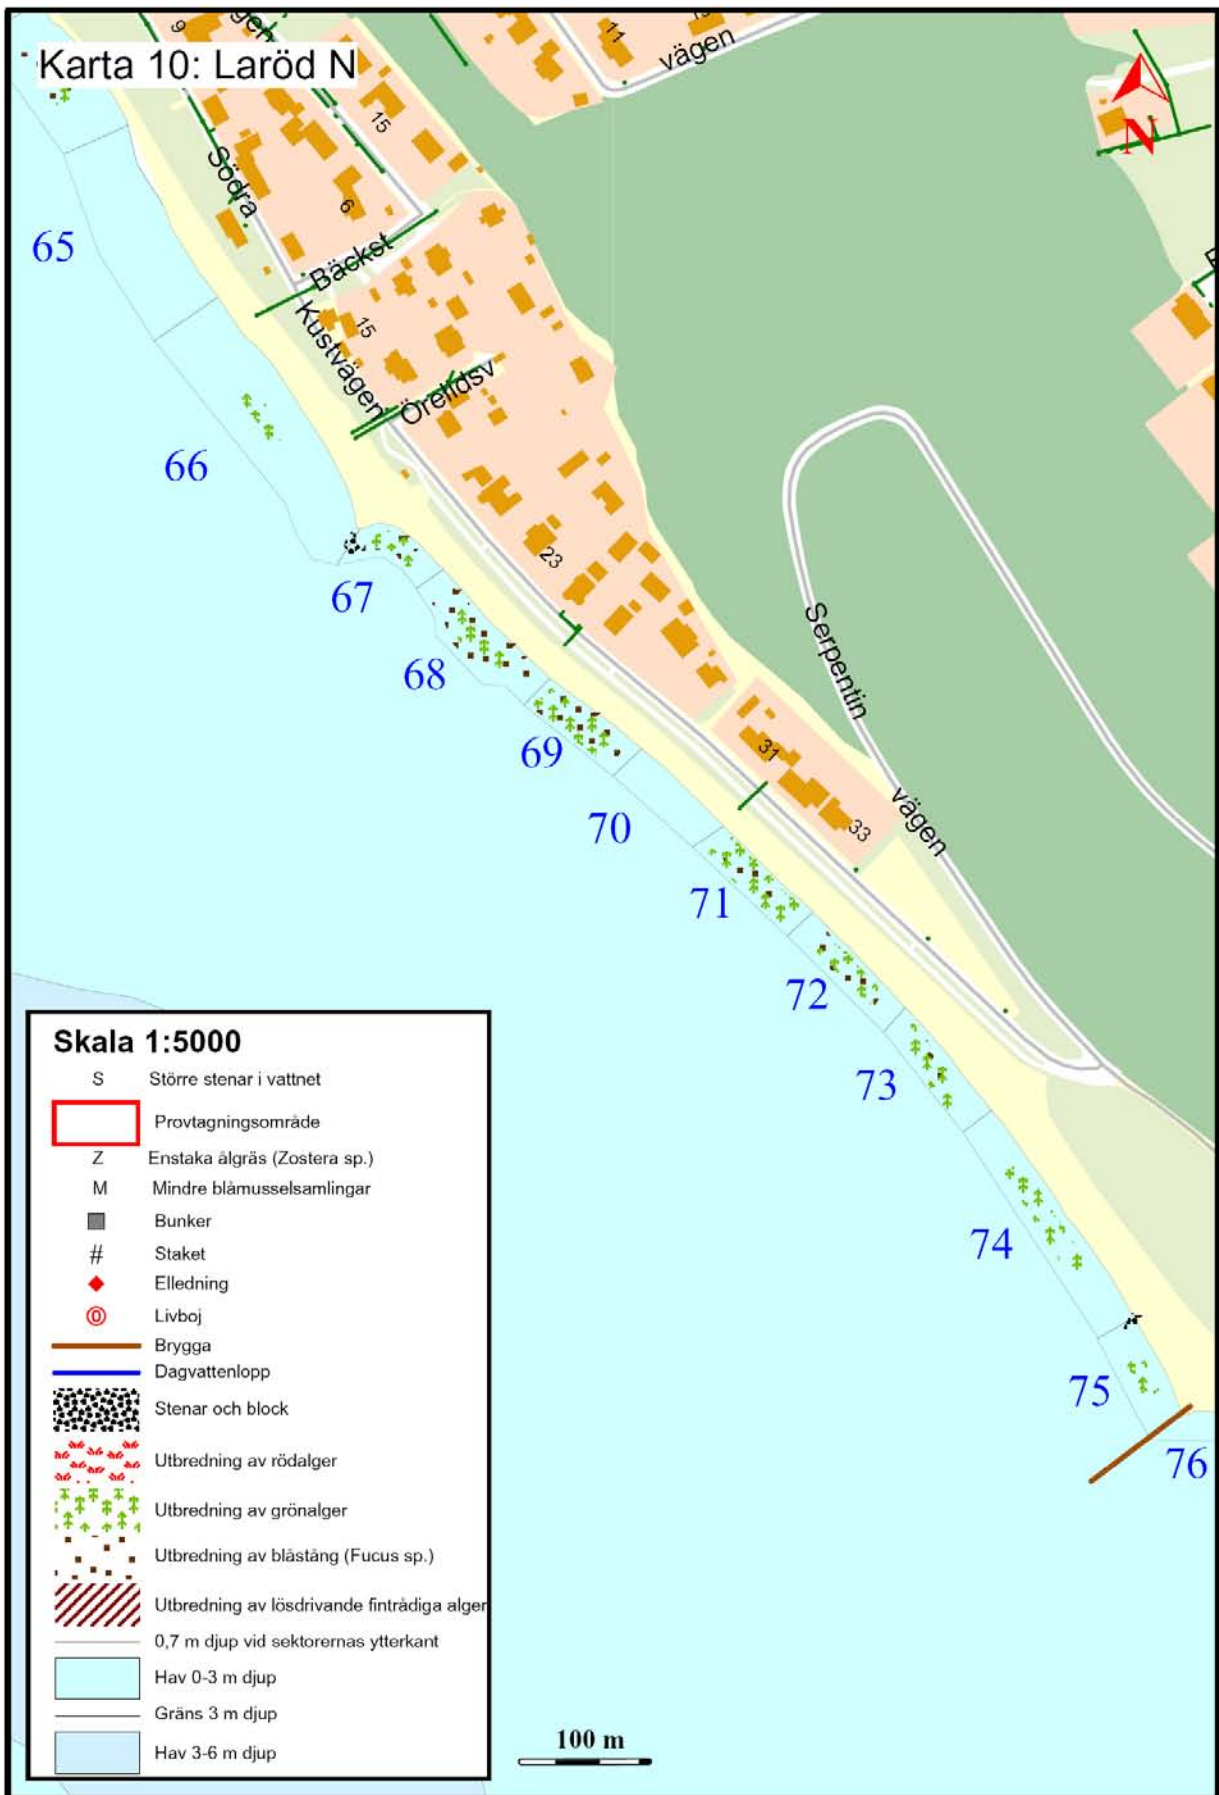 Karta 10: Laröd N
9
gen
11
vägen
15
N
Södra
6
65
Bäckst
15
Kustvägen
Örelidsv
66
23
67
Serpentin
68
69
31
70
33
vägen
71
72
73
74
75
76
Skala 1:5000
S Större stenar i vattnet
Provtagningsområde
Z Enstaka ålgräs (Zostera sp.)
M Mindre blåmusselsamlingar
Bunker
# Staket
Elledning
Livboj
Brygga
Dagvattenlopp
Stenar och block
Utbredning av rödalger
Utbredning av grönalger
Utbredning av blåstång (Fucus sp.)
Utbredning av lösdrivande fintrådiga alger
0,7 m djup vid sektorernas ytterkant
Hav 0-3 m djup
Gräns 3 m djup
Hav 3-6 m djup
100 m